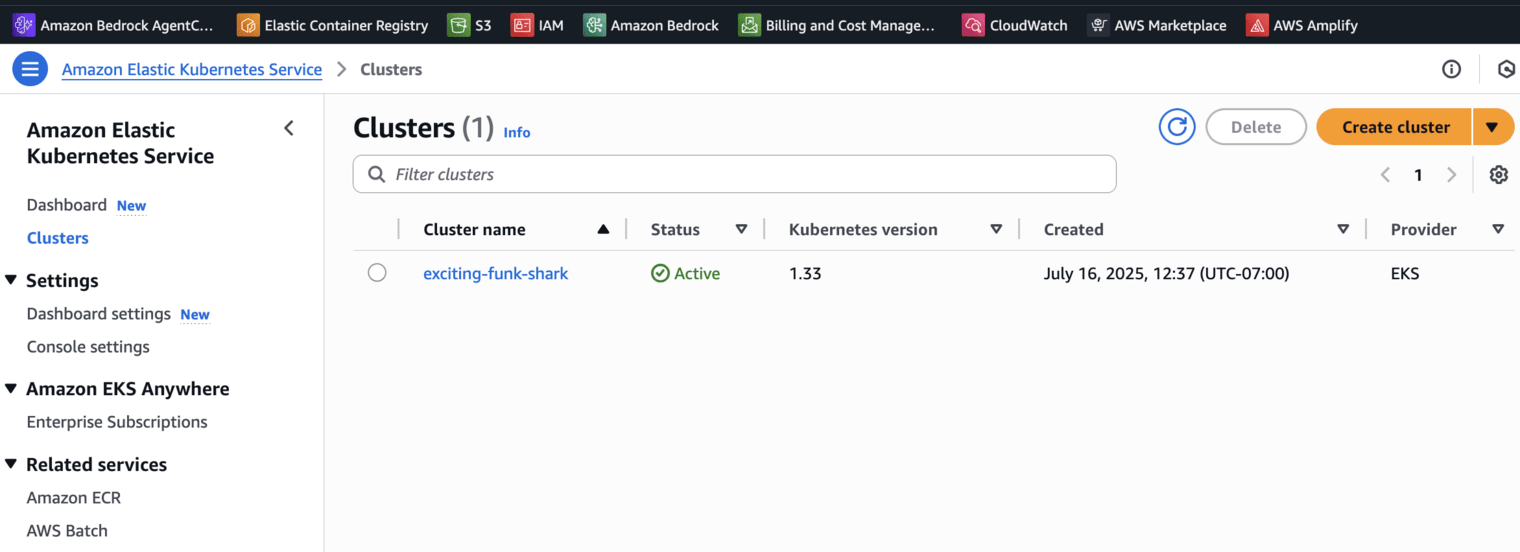 Amazon Bedrock AgentC... Elastic Container Registry S3 IAM Amazon Bedrock Billing and Cost Manage... CloudWatch AWS Marketplace AWS Amplify
Amazon Elastic Kubernetes Service > Clusters
Amazon Elastic
Kubernetes Service
Dashboard New
Clusters
Settings
Dashboard settings New
Console settings
Amazon EKS Anywhere
Enterprise Subscriptions
Related services
Amazon ECR
AWS Batch
Clusters (1) Info
Delete
Create cluster
Filter clusters
1
Cluster name Status Kubernetes version Created Provider
exciting-funk-shark Active 1.33 July 16, 2025, 12:37 (UTC-07:00) EKS